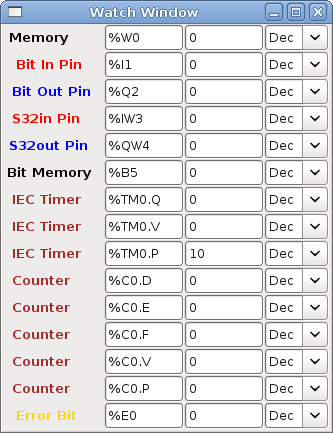 Watch Window
Memory %W0 0 Dec
Bit In Pin %I1 0 Dec
Bit Out Pin %Q2 0 Dec
S32in Pin %IW3 0 Dec
S32out Pin %QW4 0 Dec
Bit Memory %B5 0 Dec
IEC Timer %TM0.Q 0 Dec
IEC Timer %TM0.V 0 Dec
IEC Timer %TM0.P 10 Dec
Counter %C0.D 0 Dec
Counter %C0.E 0 Dec
Counter %C0.F 0 Dec
Counter %C0.V 0 Dec
Counter %C0.P 0 Dec
Error Bit %E0 0 Dec